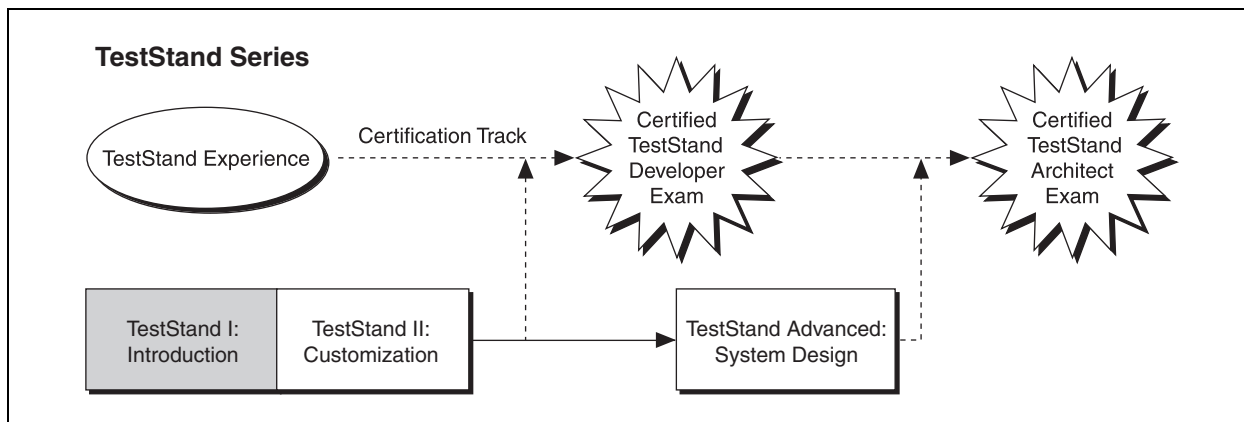 TestStand Series
TestStand Experience
Certification Track
Certified
TestStand
Developer
Exam
Certified
TestStand
Architect
Exam
TestStand I:
Introduction
TestStand II:
Customization
TestStand Advanced:
System Design